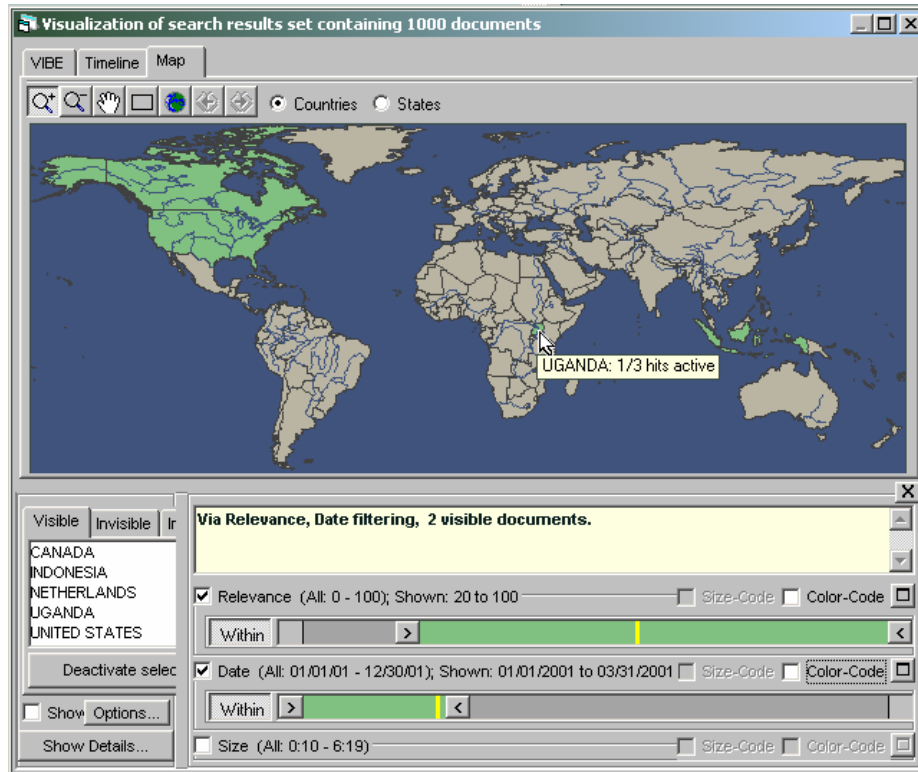 Visualization of search results set containing 1000 documents
VIBE Timeline Map
Countries States
UGANDA: 1/3 hits active
Visible Invisible
CANADA
INDONESIA
NETHERLANDS
UGANDA
UNITED STATES
Deactivate selec
Show Options...
Show Details...
Via Relevance, Date filtering, 2 visible documents.
Relevance (All: 0 - 100); Shown: 20 to 100 Size-Code Color-Code
Within
Date (All: 01/01/01 - 12/30/01); Shown: 01/01/2001 to 03/31/2001 Size-Code Color-Code
Within
Size (All: 0:10 - 6:19) Size-Code Color-Code